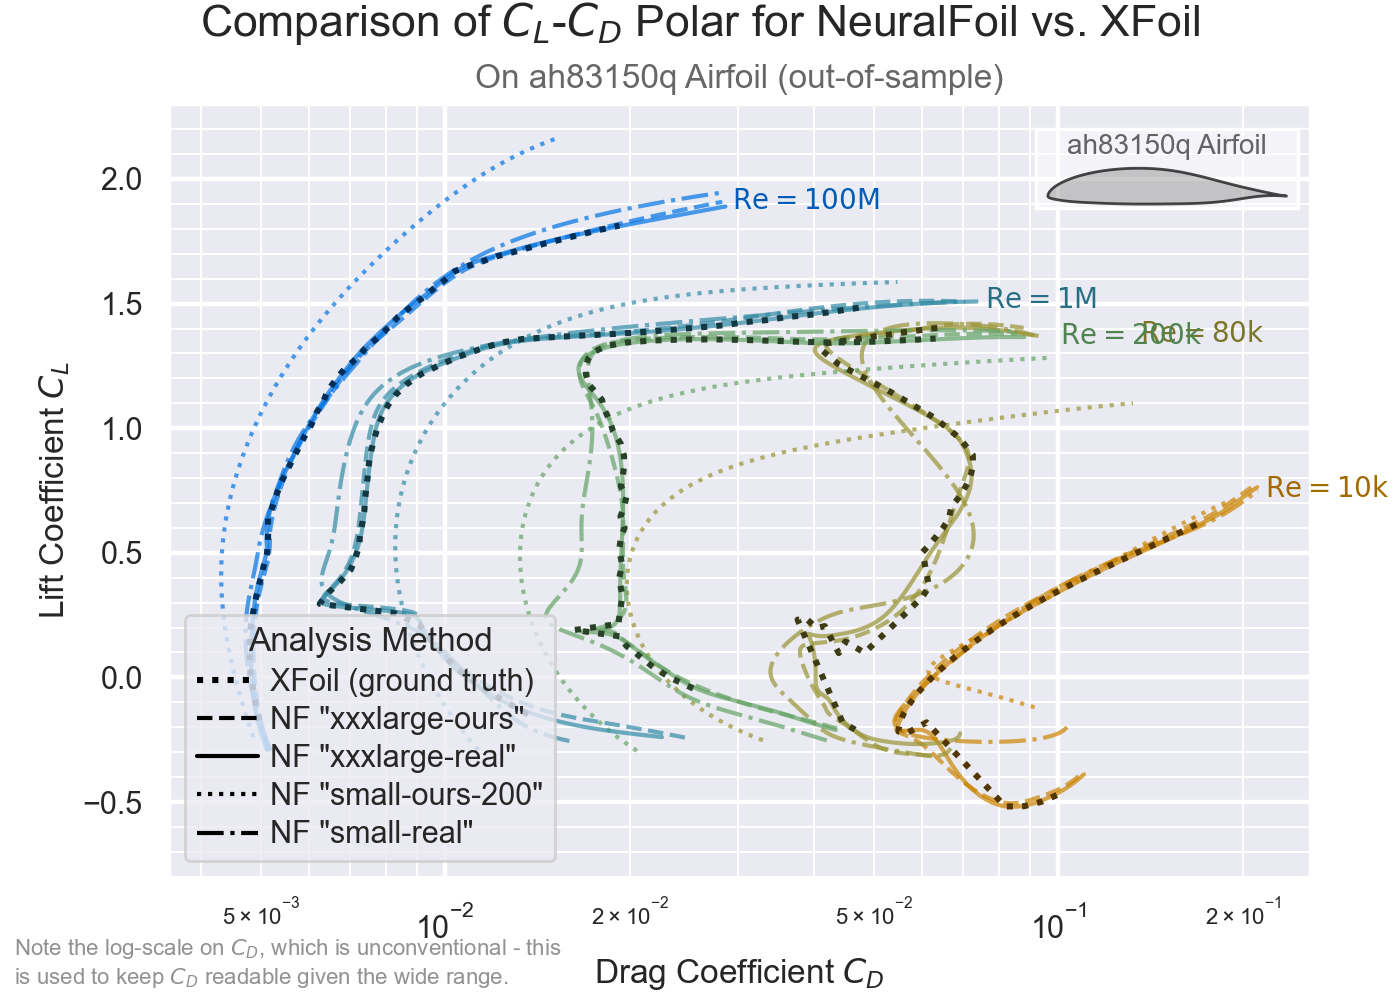 Comparison of C_L-C_D Polar for NeuralFoil vs. XFoil
On ah83150q Airfoil (out-of-sample)
ah83150q Airfoil
Re = 100M
Re = 1M
Re = 200k
Re = 80k
Re = 10k
Lift Coefficient C_L
2.0
1.5
1.0
0.5
0.0
−0.5
Analysis Method
XFoil (ground truth)
NF "xxxlarge-ours"
NF "xxxlarge-real"
NF "small-ours-200"
NF "small-real"
5 × 10⁻³
10⁻²
2 × 10⁻²
5 × 10⁻²
10⁻¹
2 × 10⁻¹
Drag Coefficient C_D
Note the log-scale on C_D, which is unconventional - this
is used to keep C_D readable given the wide range.